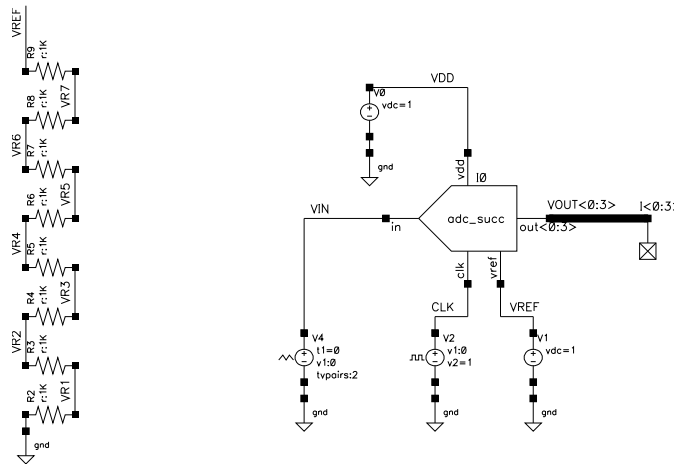 VREF
R9
r:1K
VR7
R8
r:1K
VR6
R7
r:1K
VR5
R6
r:1K
VR4
R5
r:1K
VR3
R4
r:1K
VR2
R3
r:1K
VR1
R2
r:1K
gnd
VDD
V0
vdc=1
gnd
vdd
I0
VIN
in
adc_succ
VOUT<0:3>
out<0:3>
I<0:3>
clk
vref
CLK
VREF
V4
t1=0
v1:0
tvpairs:2
gnd
V2
v1:0
v2=1
gnd
V1
vdc=1
gnd